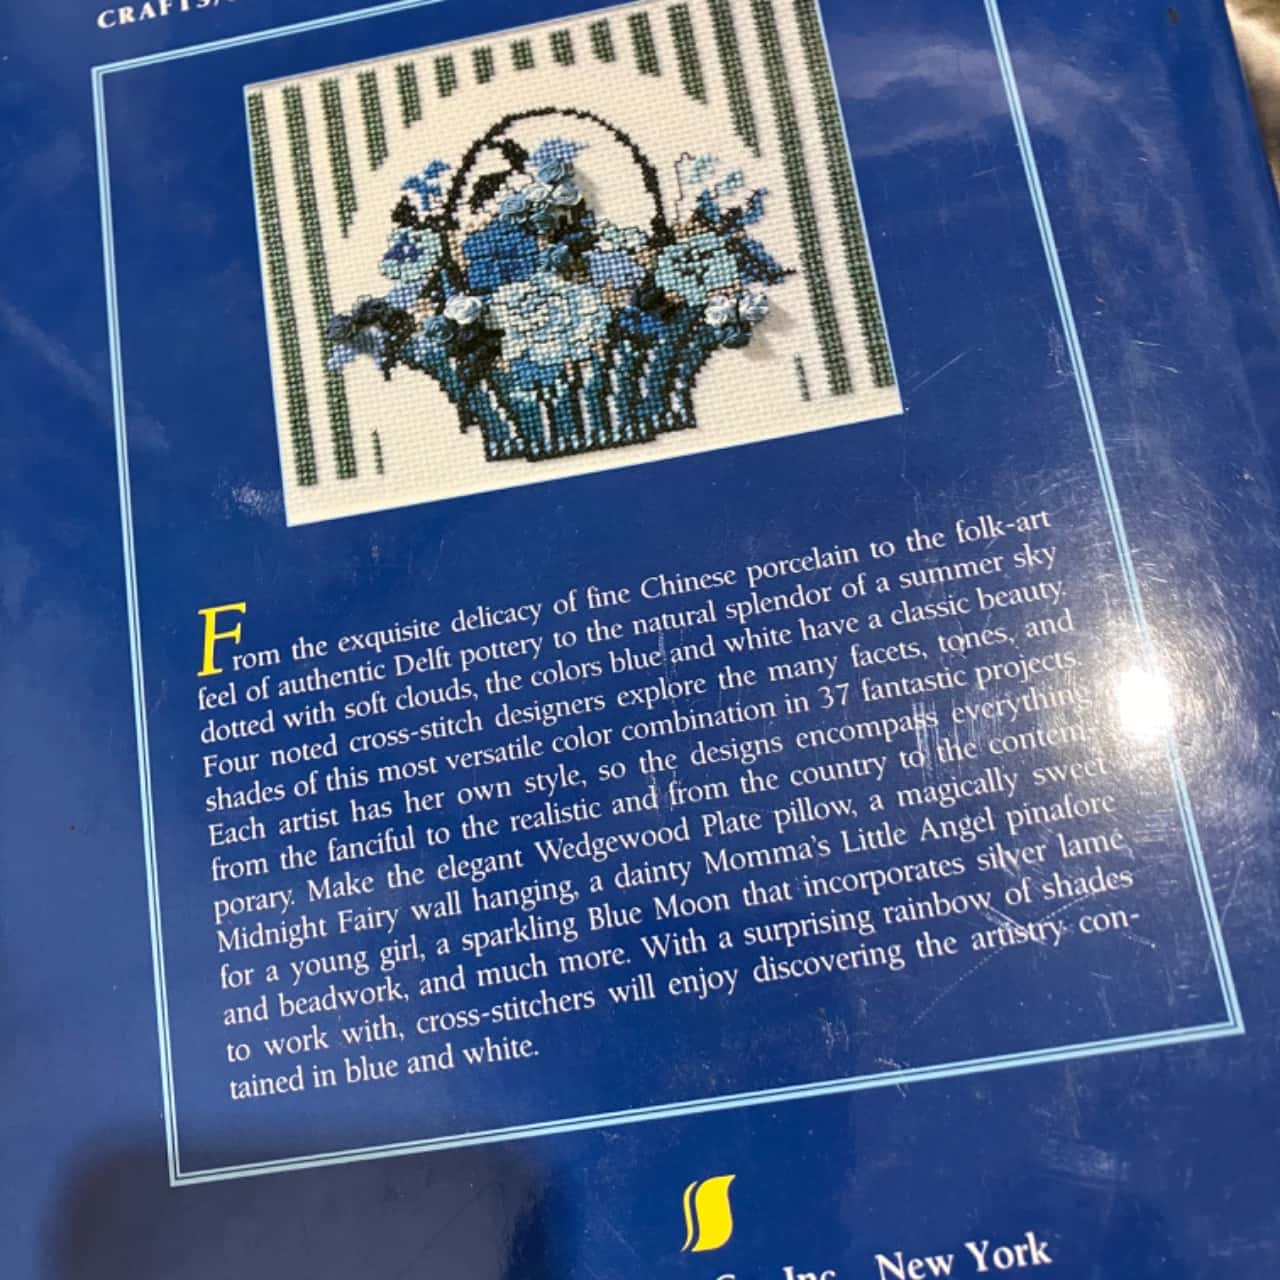 CRAFTS/
From the exquisite delicacy of fine Chinese porcelain to the folk-art
feel of authentic Delft pottery to the natural splendor of a summer sky
dotted with soft clouds, the colors blue and white have a classic beauty.
Four noted cross-stitch designers explore the many facets, tones, and
shades of this most versatile color combination in 37 fantastic projects.
Each artist has her own style, so the designs encompass everything
from the fanciful to the realistic and from the country to the contem-
porary. Make the elegant Wedgewood Plate pillow, a magically sweet
Midnight Fairy wall hanging, a dainty Momma's Little Angel pinafore
for a young girl, a sparkling Blue Moon that incorporates silver lamé
and beadwork, and much more. With a surprising rainbow of shades
to work with, cross-stitchers will enjoy discovering the artistry con-
tained in blue and white.
Inc. New York